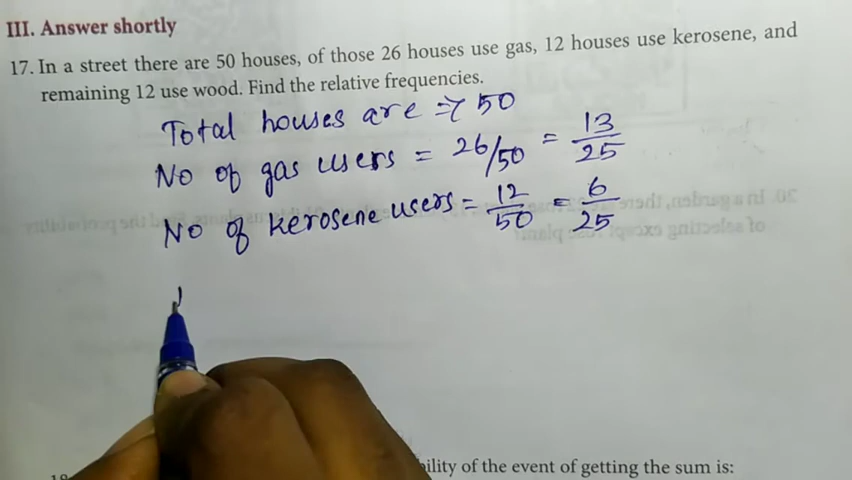 III. Answer shortly
17. In a street there are 50 houses, of those 26 houses use gas, 12 houses use kerosene, and
remaining 12 use wood. Find the relative frequencies.
Total houses are => 50
No of gas users = 26/50 = 13/25
No of kerosene users = 12/50 = 6/25
bility of the event of getting the sum is: